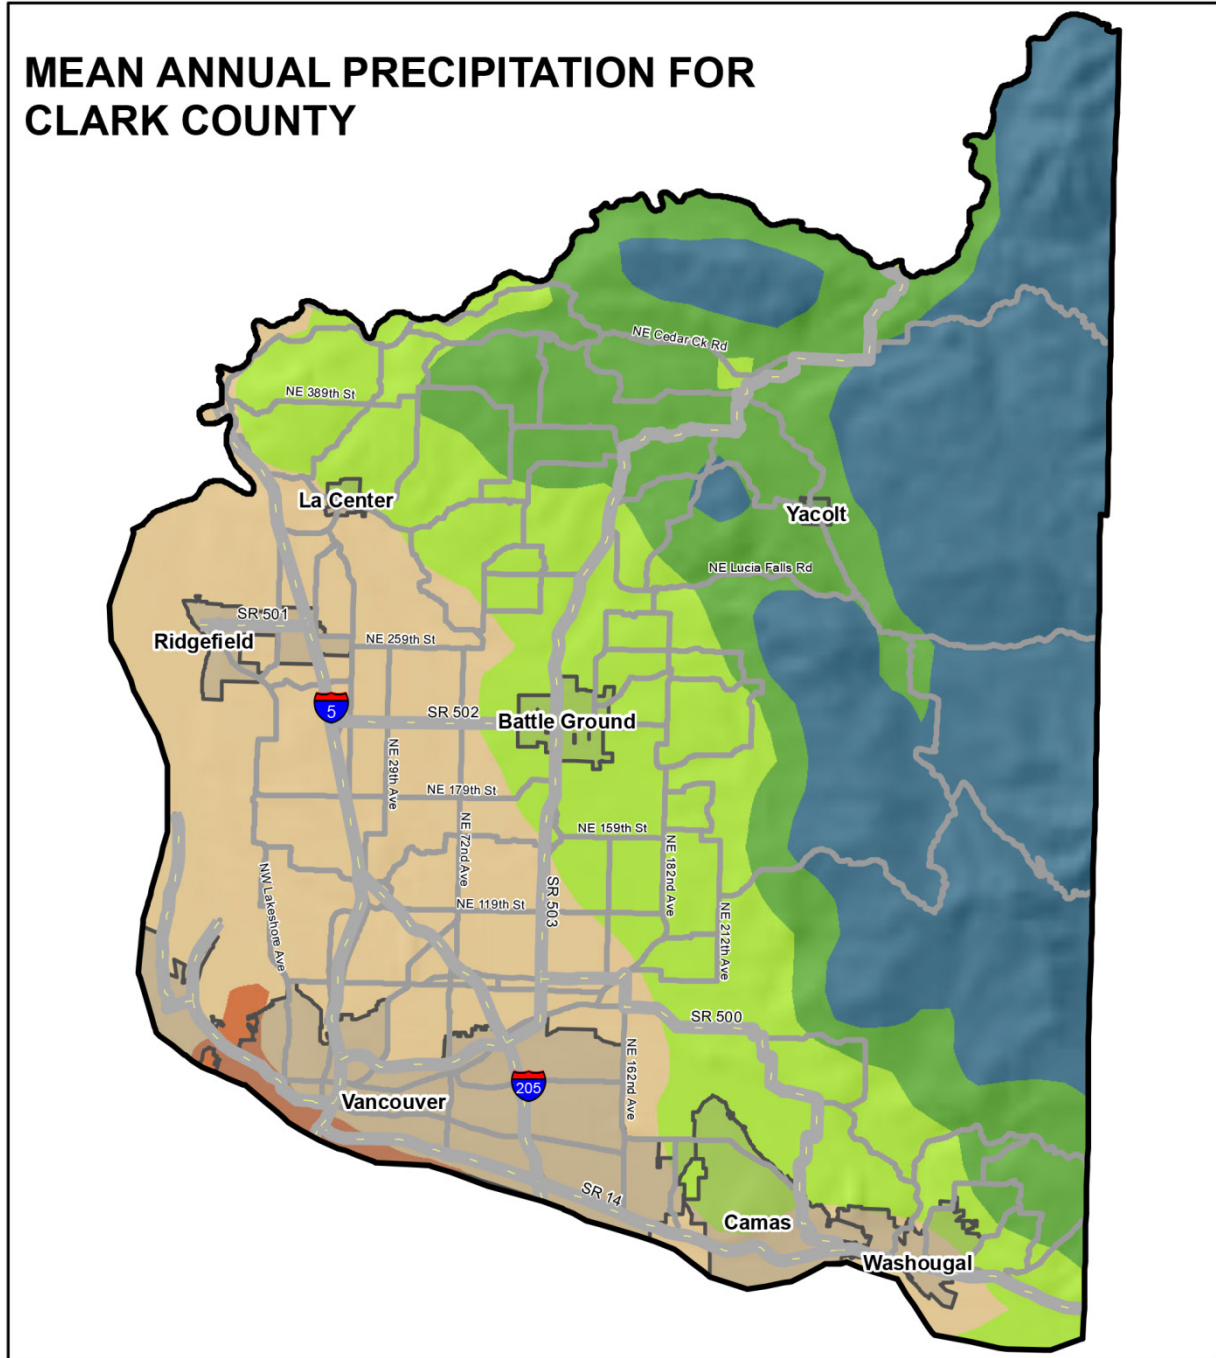 MEAN ANNUAL PRECIPITATION FOR
CLARK COUNTY
NE Cedar Ck Rd
NE 389th St
La Center
Yacolt
NE Lucia Falls Rd
SR 501
Ridgefield
NE 259th St
5
SR 502
Battle Ground
NE 29th Ave
NE 179th St
NE 72nd Ave
NE 159th St
NE 182nd Ave
NW Lakeshore Ave
SR 503
NE 119th St
NE 212th Ave
SR 500
NE 162nd Ave
205
Vancouver
SR 14
Camas
Washougal